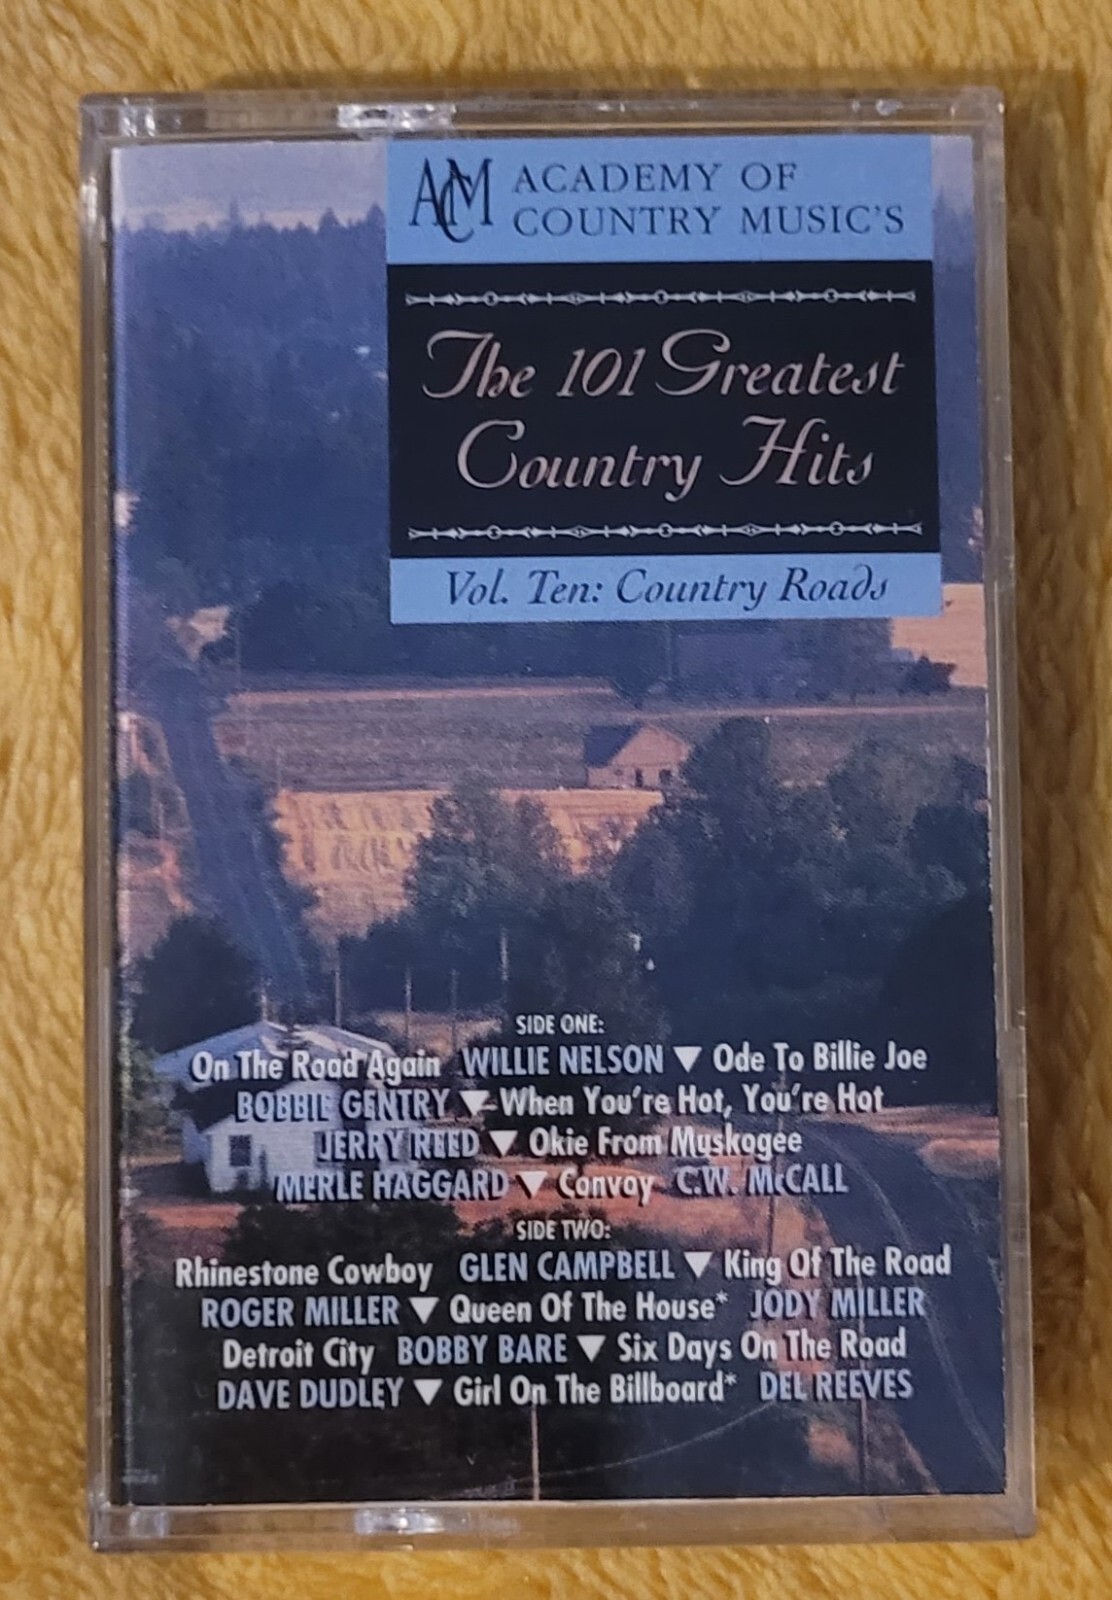 ACM ACADEMY OF
COUNTRY MUSIC'S
The 101 Greatest
Country Hits
Vol. Ten: Country Roads
SIDE ONE:
On The Road Again WILLIE NELSON ▼ Ode To Billie Joe
BOBBIE GENTRY ▼ When You're Hot, You're Hot
JERRY REED ▼ Okie From Muskogee
MERLE HAGGARD ▼ Convoy C.W. McCALL
SIDE TWO:
Rhinestone Cowboy GLEN CAMPBELL ▼ King Of The Road
ROGER MILLER ▼ Queen Of The House* JODY MILLER
Detroit City BOBBY BARE ▼ Six Days On The Road
DAVE DUDLEY ▼ Girl On The Billboard* DEL REEVES